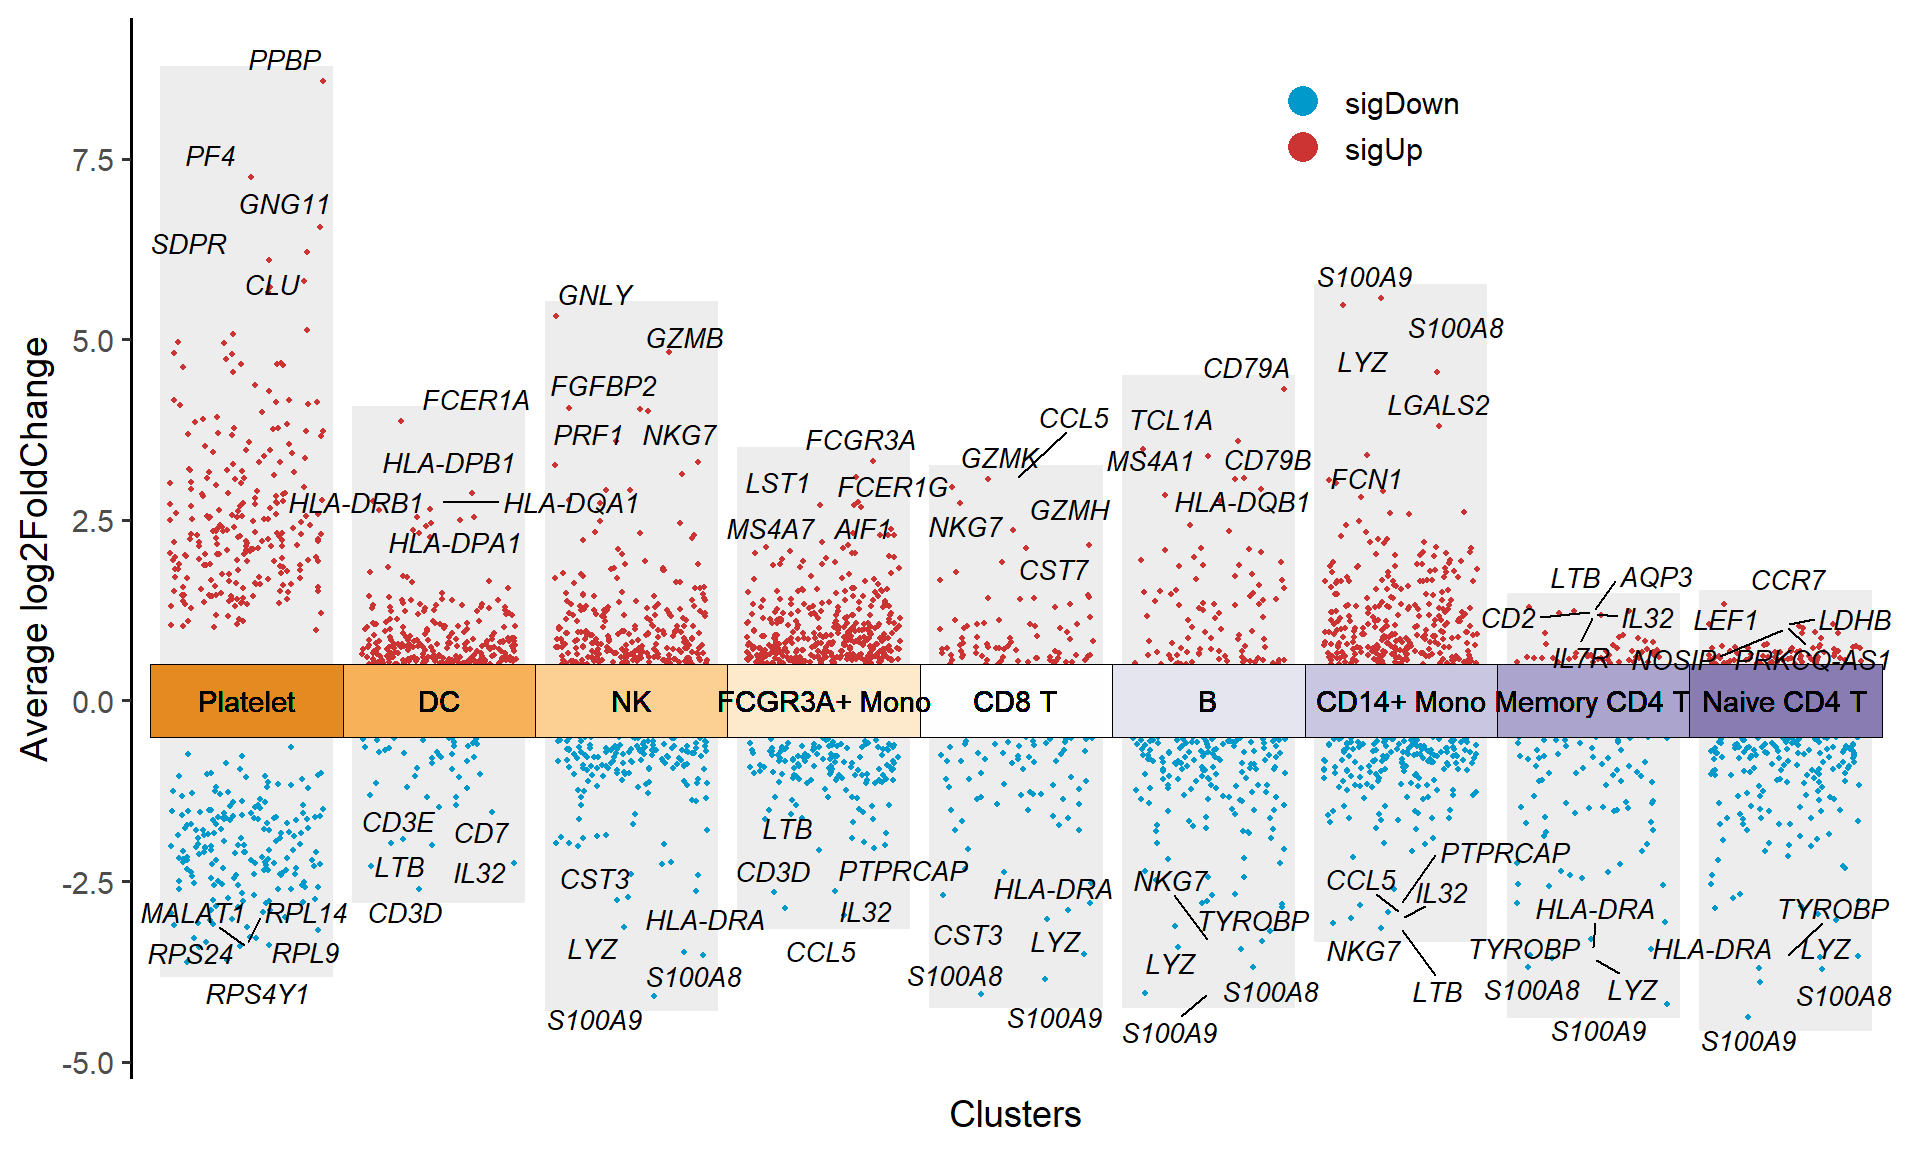 PPBP
PF4
GNG11
SDPR
CLU
sigDown
sigUp
7.5
5.0
2.5
0.0
-2.5
-5.0
Average log2FoldChange
FCER1A
HLA-DPB1
HLA-DRB1
HLA-DQA1
HLA-DPA1
GNLY
GZMB
FGFBP2
PRF1
NKG7
FCGR3A
LST1
FCER1G
MS4A7
AIF1
CCL5
GZMK
GZMH
NKG7
CST7
CD79A
TCL1A
MS4A1
CD79B
HLA-DQB1
S100A9
S100A8
LYZ
LGALS2
FCN1
LTB
AQP3
CD2
IL32
IL7R
CCR7
LEF1
LDHB
NOSIP
PRKCQ-AS1
Platelet
DC
NK
FCGR3A+ Mono
CD8 T
B
CD14+ Mono
Memory CD4 T
Naive CD4 T
MALAT1
RPL14
RPS24
RPL9
RPS4Y1
CD3E
CD7
LTB
IL32
CD3D
CST3
HLA-DRA
LYZ
S100A8
S100A9
LTB
CD3D
PTPRCAP
IL32
CCL5
HLA-DRA
CST3
LYZ
S100A8
S100A9
NKG7
TYROBP
LYZ
S100A8
S100A9
PTPRCAP
CCL5
IL32
NKG7
LTB
HLA-DRA
TYROBP
S100A8
LYZ
S100A9
TYROBP
HLA-DRA
LYZ
S100A8
S100A9
Clusters